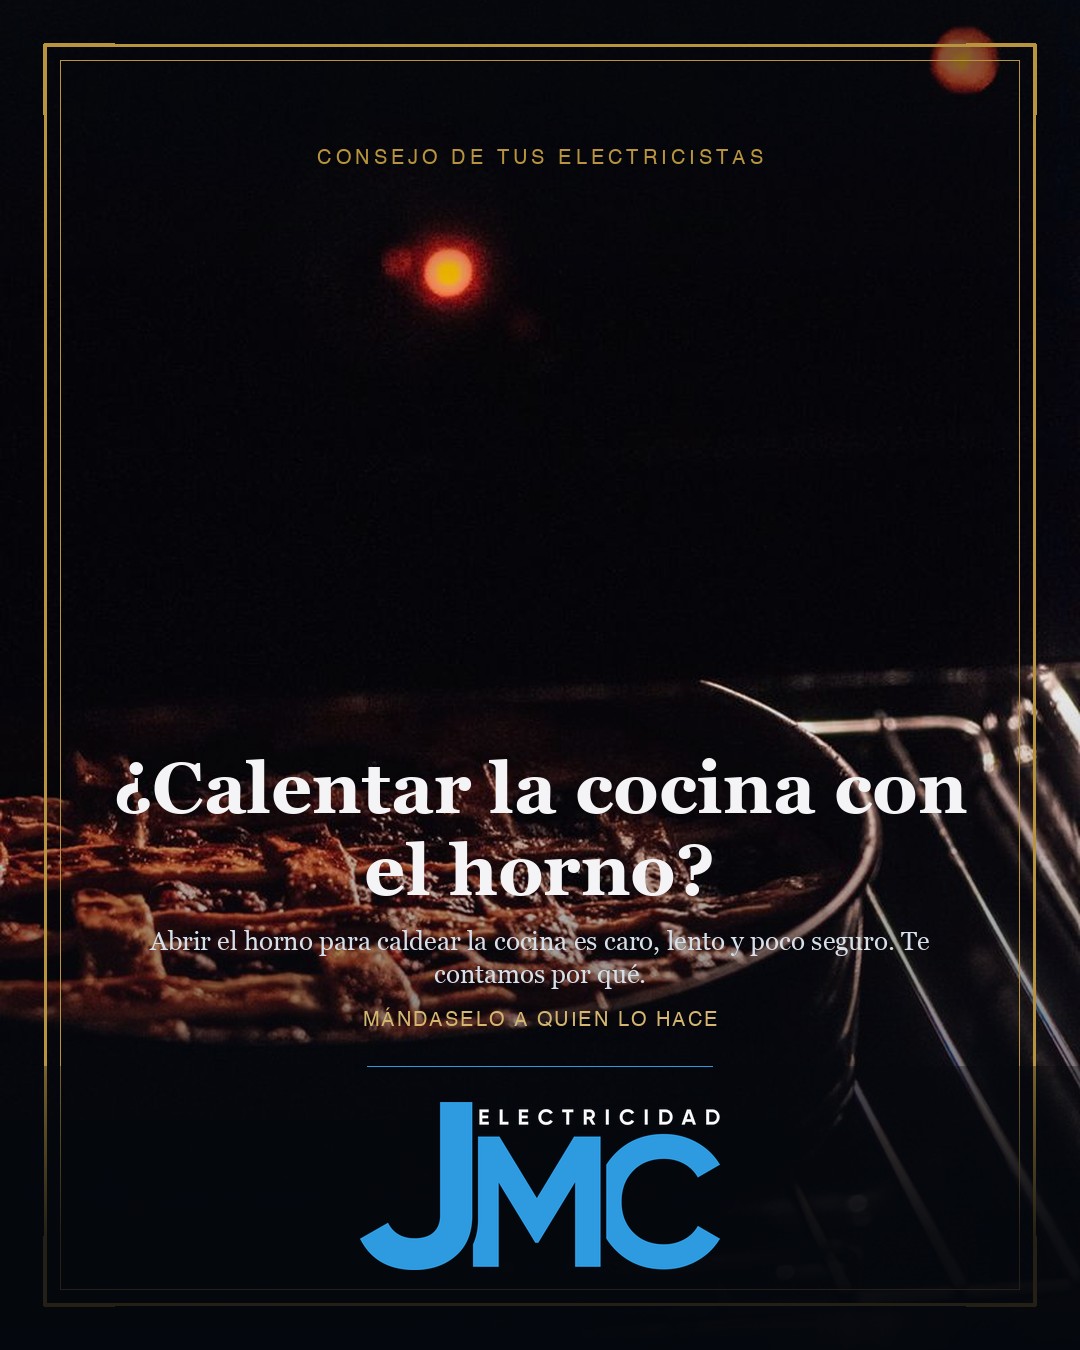 CONSEJO DE TUS ELECTRICISTAS
¿Calentar la cocina con
el horno?
Abrir el horno para caldear la cocina es caro, lento y poco seguro. Te
contamos por qué.
MÁNDASELO A QUIEN LO HACE
ELECTRICIDAD
JMC